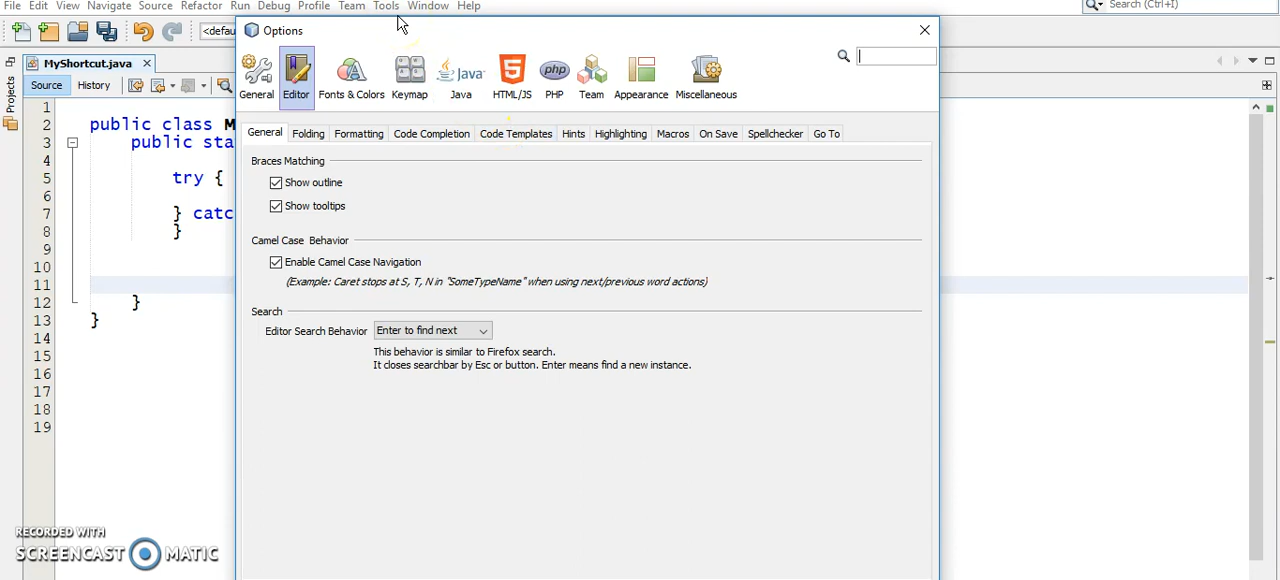 File Edit View Navigate Source Refactor Run Debug Profile Team Tools Window Help
Search (Ctrl+I)
<defau
Options
MyShortcut.java
Projects
Source History
General Editor Fonts & Colors Keymap Java HTML/JS PHP Team Appearance Miscellaneous
General Folding Formatting Code Completion Code Templates Hints Highlighting Macros On Save Spellchecker Go To
Braces Matching
Show outline
Show tooltips
Camel Case Behavior
Enable Camel Case Navigation
(Example: Caret stops at S, T, N in "SomeTypeName" when using next/previous word actions)
Search
Editor Search Behavior Enter to find next
This behavior is similar to Firefox search.
It closes searchbar by Esc or button. Enter means find a new instance.
1
2 public class M
3 public sta
4
5 try {
6
7 } catc
8 }
9
10
11
12 }
13 }
14
15
16
17
18
19
RECORDED WITH
SCREENCAST MATIC